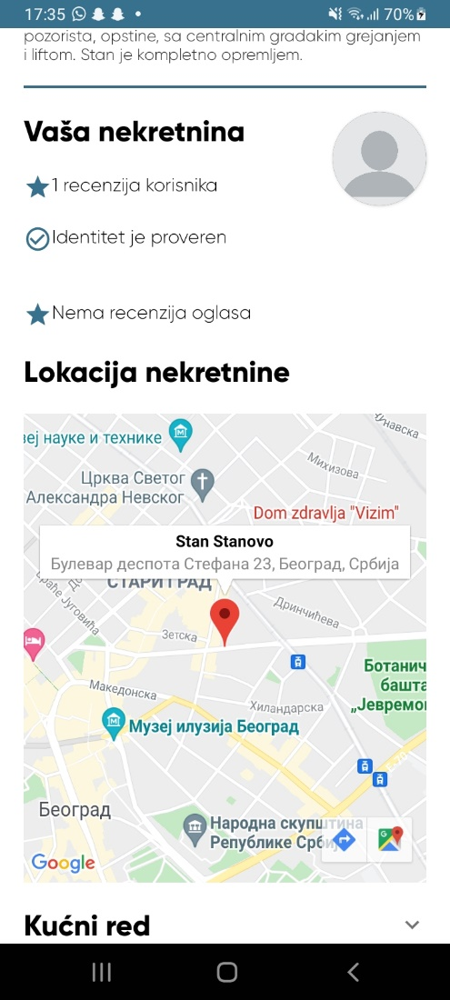 17:35
70%
pozorista, opstine, sa centralnim gradakim grejanjem
i liftom. Stan je kompletno opremljem.
Vaša nekretnina
1 recenzija korisnika
Identitet je proveren
Nema recenzija oglasa
Lokacija nekretnine
унавска
зеј науке и технике
Михизова
Црква Светог
Александра Невског
Dom zdravlja "Vizim"
Stan Stanovo
Булевар деспота Стефана 23, Београд, Србија
СТАРИ ГРАД
раће Југовића
Дринчићева
Зетска
Ботанич
башта
„Јевремо
Македонска
Хиландарска
Музеј илузија Београд
Београд
Народна скупштина
Републике Србиј
Google
Kućni red